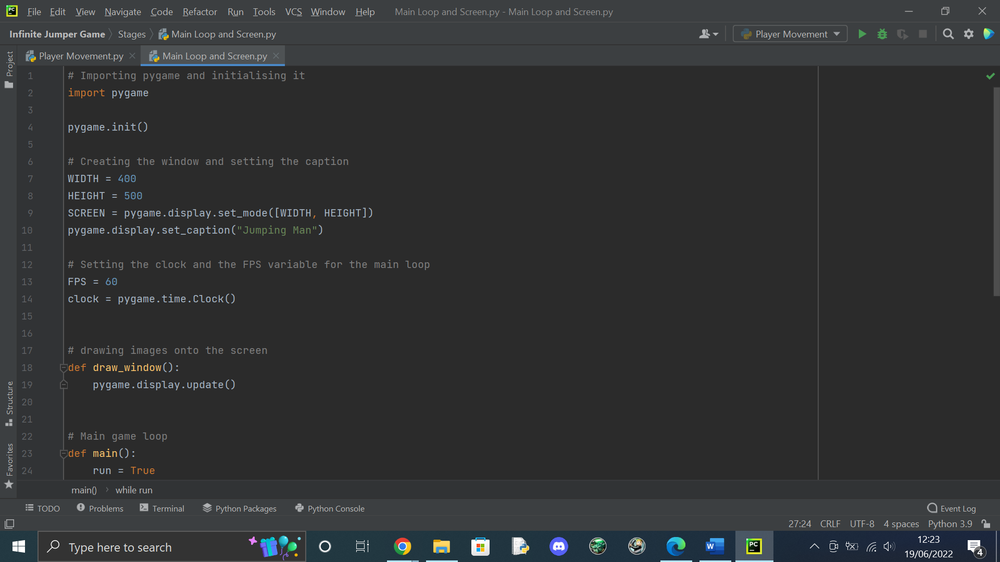 PC File Edit View Navigate Code Refactor Run Tools VCS Window Help Main Loop and Screen.py - Main Loop and Screen.py
Infinite Jumper Game Stages Main Loop and Screen.py Player Movement
Project Player Movement.py Main Loop and Screen.py
1 # Importing pygame and initialising it
2 import pygame
3
4 pygame.init()
5
6 # Creating the window and setting the caption
7 WIDTH = 400
8 HEIGHT = 500
9 SCREEN = pygame.display.set_mode([WIDTH, HEIGHT])
10 pygame.display.set_caption("Jumping Man")
11
12 # Setting the clock and the FPS variable for the main loop
13 FPS = 60
14 clock = pygame.time.Clock()
15
16
17 # drawing images onto the screen
18 def draw_window():
19 pygame.display.update()
20
21
22 # Main game loop
23 def main():
24 run = True
Structure
Favorites
main() › while run
TODO Problems Terminal Python Packages Python Console Event Log
27:24 CRLF UTF-8 4 spaces Python 3.9
Type here to search W PC 12:23
19/06/2022 4